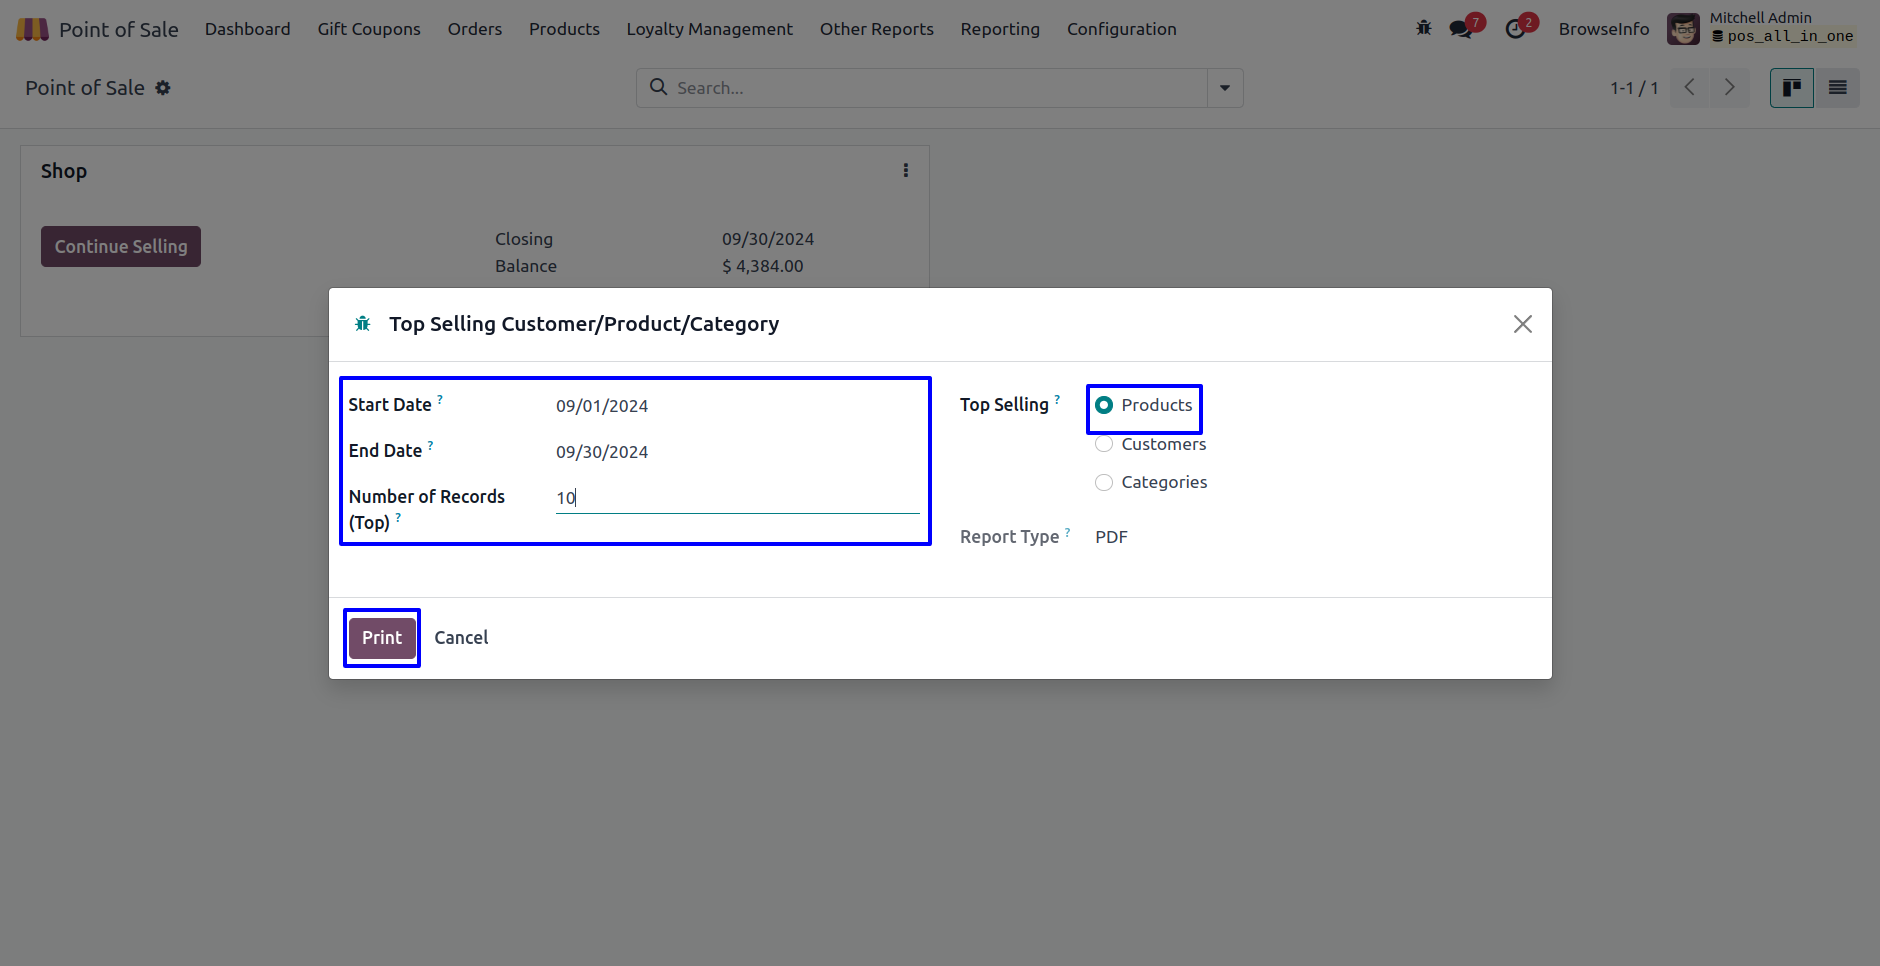 Point of Sale Dashboard Gift Coupons Orders Products Loyalty Management Other Reports Reporting Configuration 7 2 BrowseInfo Mitchell Admin
pos_all_in_one
Point of Sale Search... 1-1 / 1
Shop
Continue Selling Closing 09/30/2024
Balance $ 4,384.00
Top Selling Customer/Product/Category
Start Date ? 09/01/2024
End Date ? 09/30/2024
Number of Records (Top) ? 10
Top Selling ? Products
Customers
Categories
Report Type ? PDF
Print Cancel